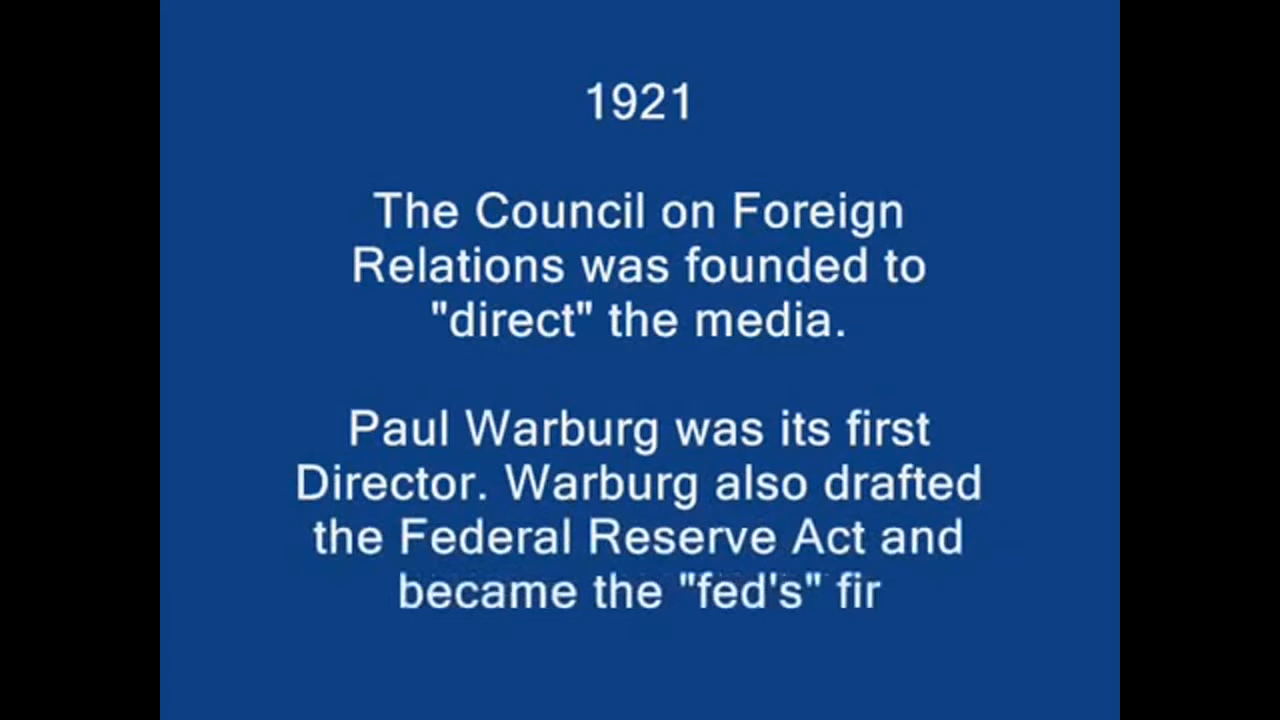 1921
The Council on Foreign
Relations was founded to
"direct" the media.
Paul Warburg was its first
Director. Warburg also drafted
the Federal Reserve Act and
became the "fed's" fir